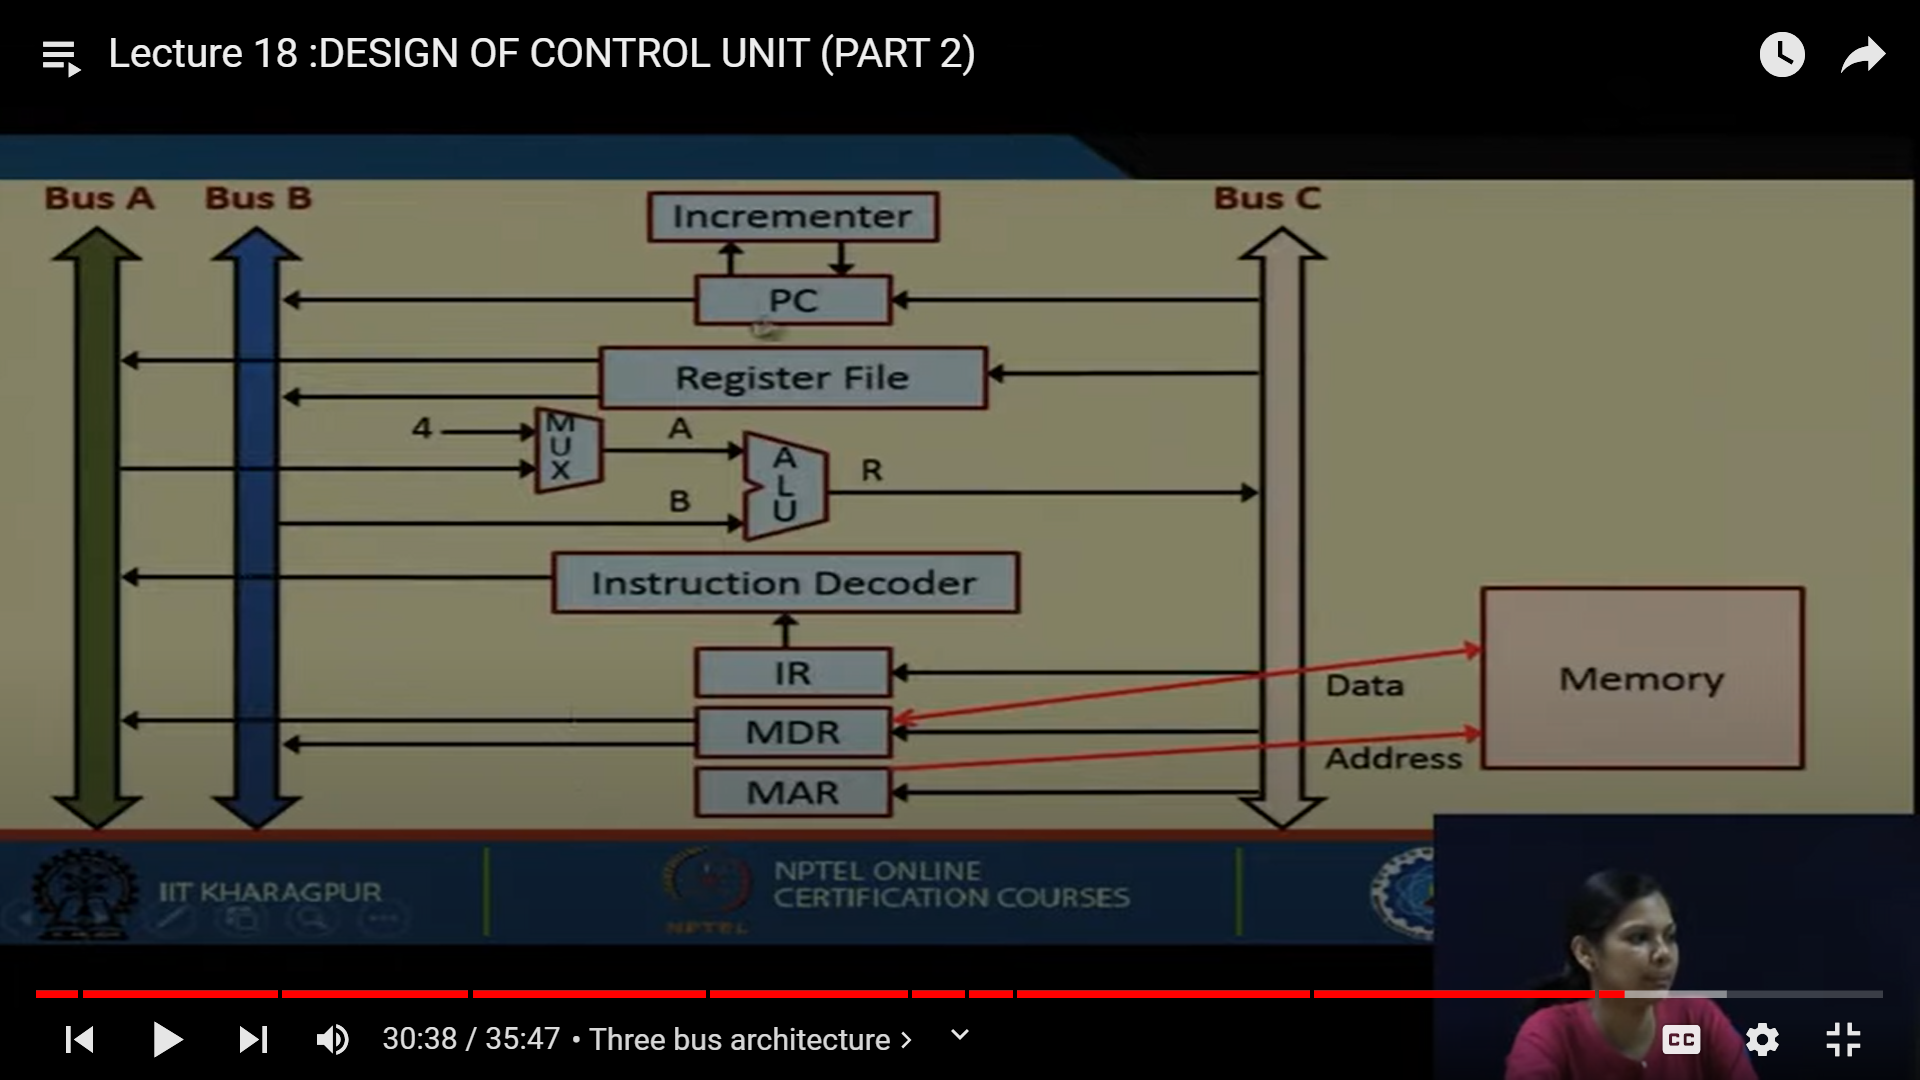 Lecture 18 :DESIGN OF CONTROL UNIT (PART 2)
Bus A
Bus B
Bus C
Incrementer
PC
Register File
4
MUX
A
B
ALU
R
Instruction Decoder
IR
MDR
MAR
Data
Address
Memory
IIT KHARAGPUR
NPTEL
NPTEL ONLINE
CERTIFICATION COURSES
30:38 / 35:47 • Three bus architecture ›
CC